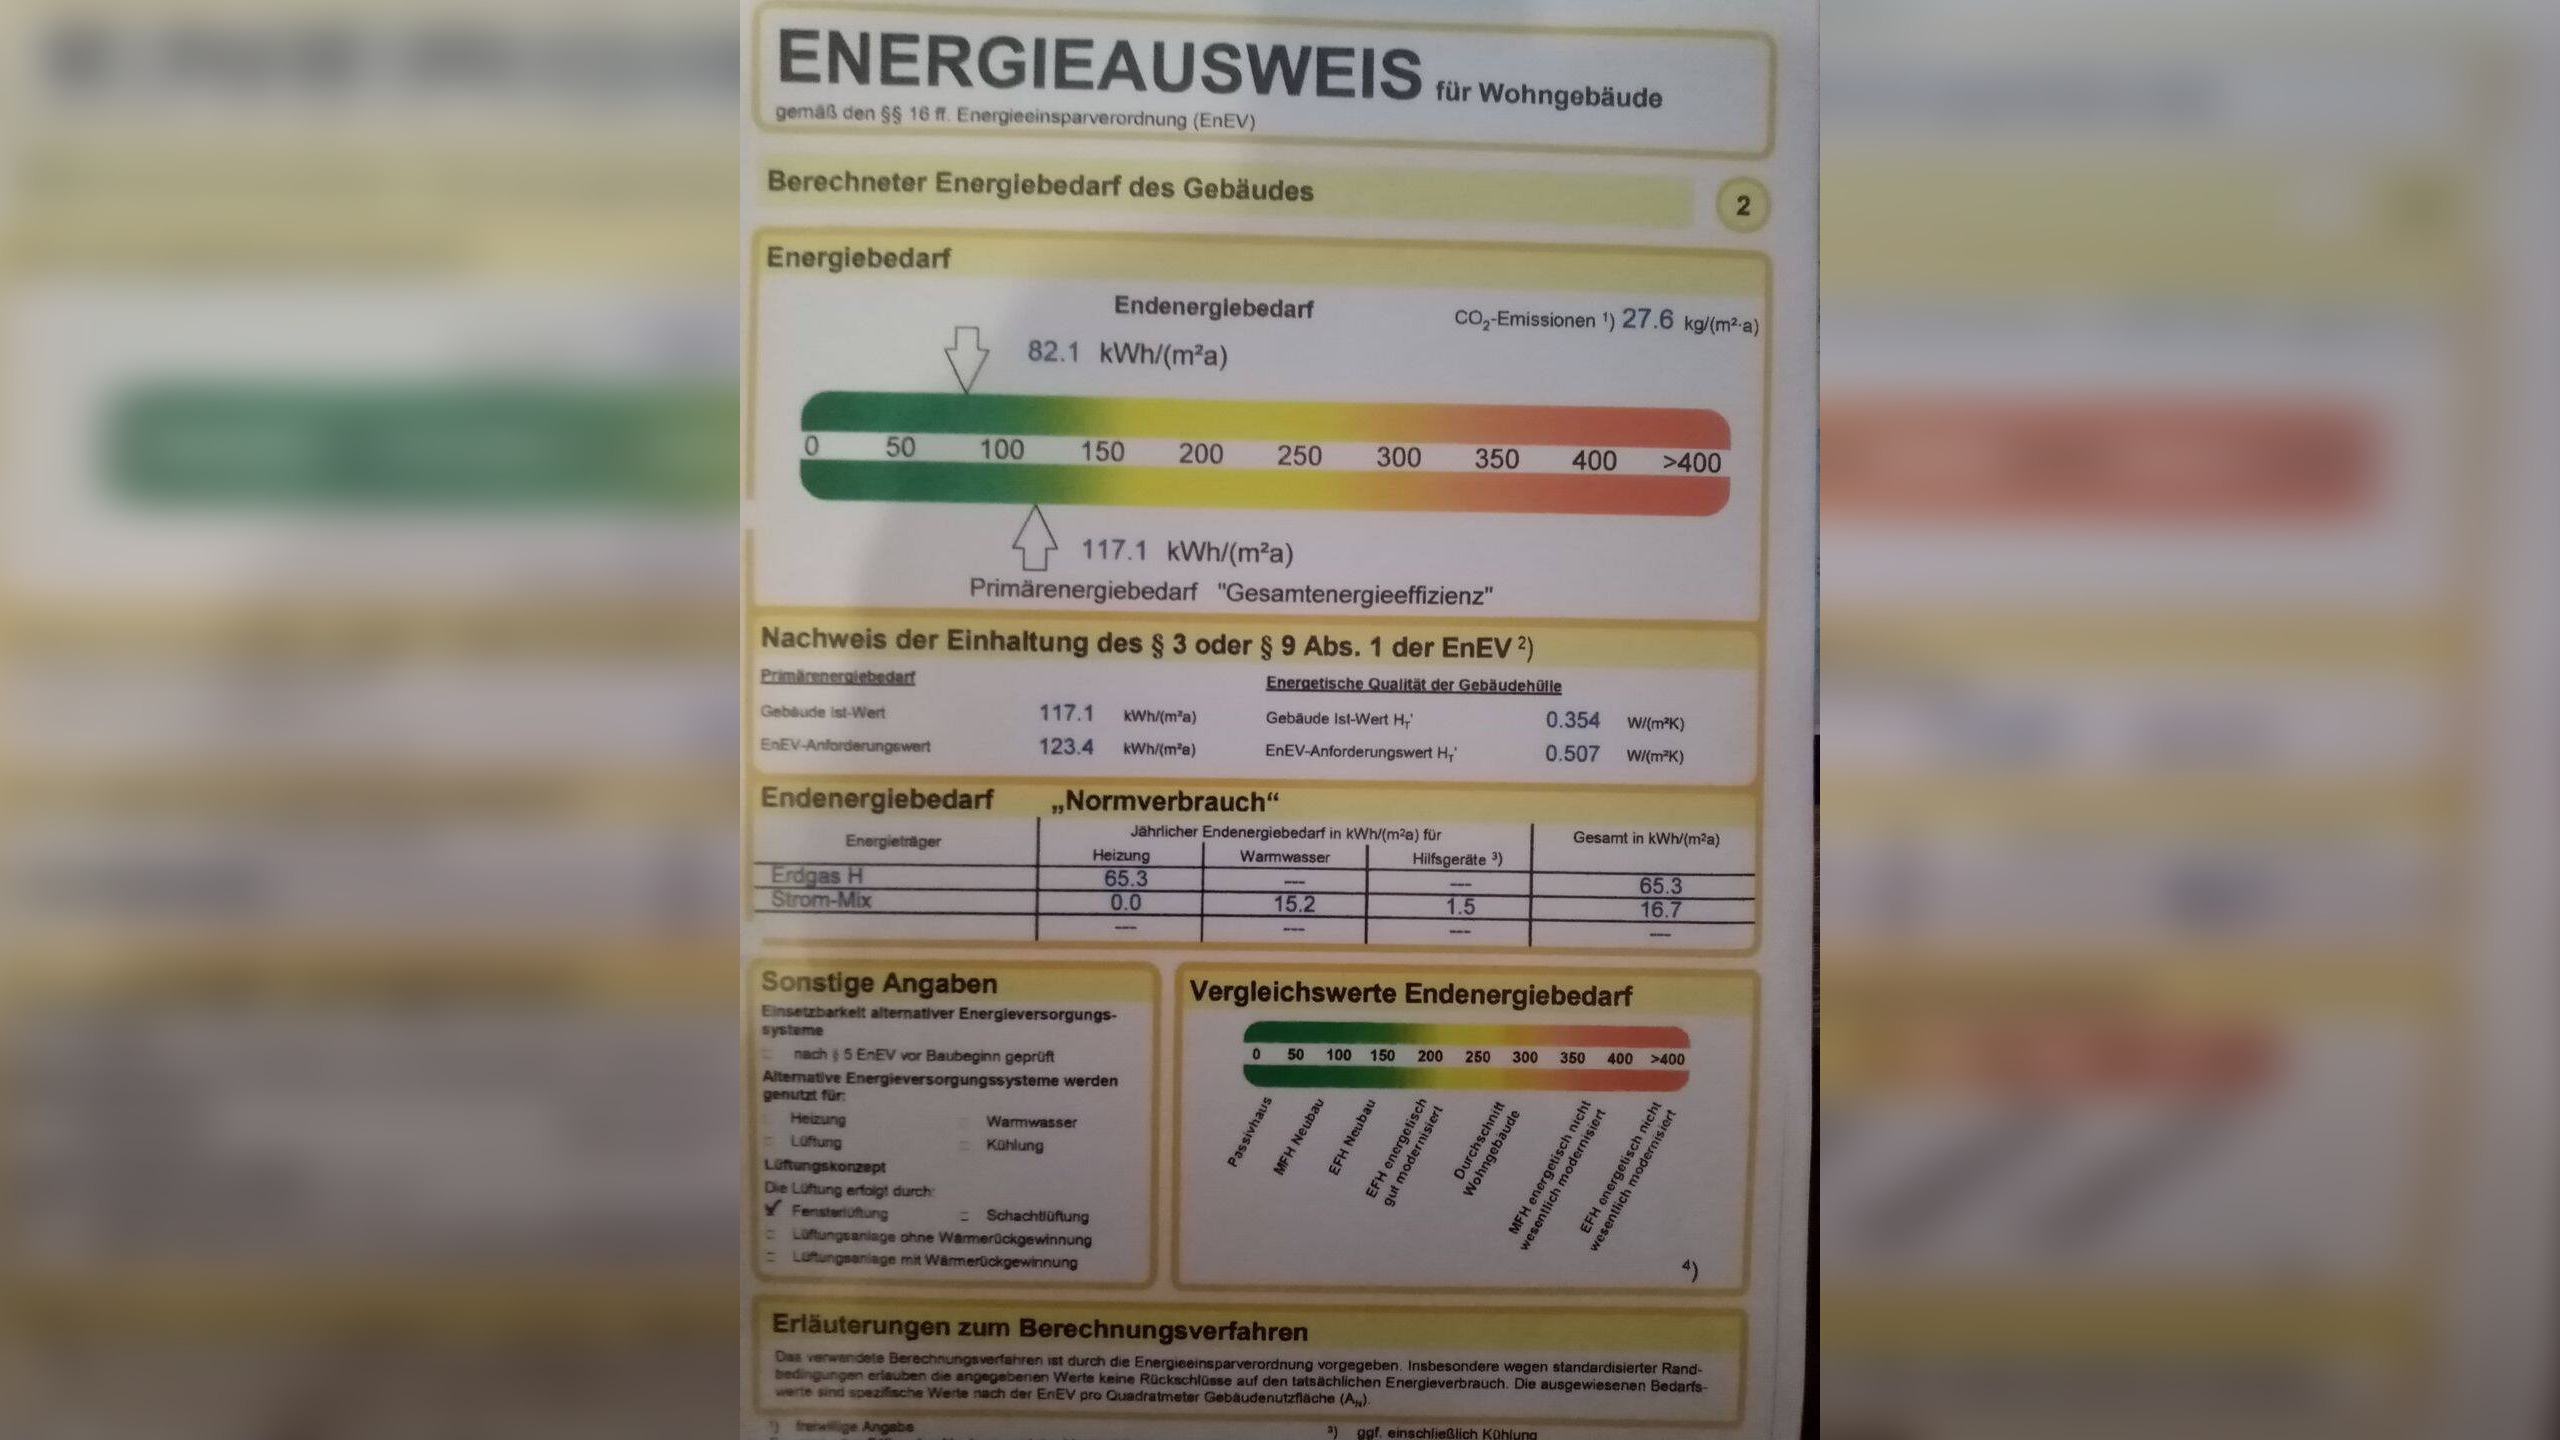 ENERGIEAUSWEIS für Wohngebäude
gemäß den §§ 16 ff. Energieeinsparverordnung (EnEV)
Berechneter Energiebedarf des Gebäudes 2
Energiebedarf
Endenergiebedarf CO₂-Emissionen ¹) 27.6 kg/(m²·a)
82.1 kWh/(m²a)
0 50 100 150 200 250 300 350 400 >400
117.1 kWh/(m²a)
Primärenergiebedarf "Gesamtenergieeffizienz"
Nachweis der Einhaltung des § 3 oder § 9 Abs. 1 der EnEV ²)
Primärenergiebedarf Energetische Qualität der Gebäudehülle
Gebäude Ist-Wert 117.1 kWh/(m²a) Gebäude Ist-Wert H_T' 0.354 W/(m²K)
EnEV-Anforderungswert 123.4 kWh/(m²a) EnEV-Anforderungswert H_T' 0.507 W/(m²K)
Endenergiebedarf „Normverbrauch“
Energieträger Jährlicher Endenergiebedarf in kWh/(m²a) für Gesamt in kWh/(m²a)
Heizung Warmwasser Hilfsgeräte ³)
Erdgas H 65.3 --- --- 65.3
Strom-Mix 0.0 15.2 1.5 16.7
--- --- --- ---
Sonstige Angaben
Einsetzbarkeit alternativer Energieversorgungs-
systeme
nach § 5 EnEV vor Baubeginn geprüft
Alternative Energieversorgungssysteme werden
genutzt für:
Heizung Warmwasser
Lüftung Kühlung
Lüftungskonzept
Die Lüftung erfolgt durch:
Fensterlüftung Schachtlüftung
Lüftungsanlage ohne Wärmerückgewinnung
Lüftungsanlage mit Wärmerückgewinnung
Vergleichswerte Endenergiebedarf
0 50 100 150 200 250 300 350 400 >400
Passivhaus
MFH Neubau
EFH Neubau
EFH energetisch
gut modernisiert
Durchschnitt
Wohngebäude
MFH energetisch nicht
wesentlich modernisiert
EFH energetisch nicht
wesentlich modernisiert
⁴)
Erläuterungen zum Berechnungsverfahren
Das verwendete Berechnungsverfahren ist durch die Energieeinsparverordnung vorgegeben. Insbesondere wegen standardisierter Rand-
bedingungen erlauben die angegebenen Werte keine Rückschlüsse auf den tatsächlichen Energieverbrauch. Die ausgewiesenen Bedarfs-
werte sind spezifische Werte nach der EnEV pro Quadratmeter Gebäudenutzfläche (A_N).
¹) freiwillige Angabe ³) ggf. einschließlich Kühlung